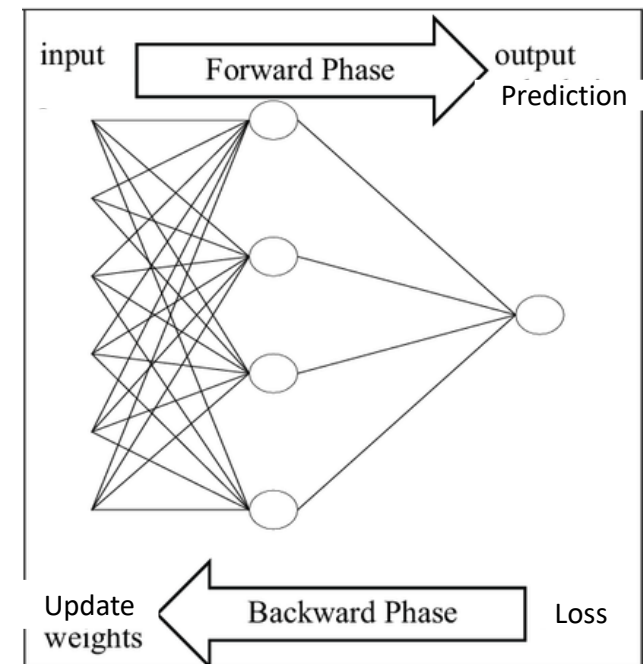 input
Forward Phase
output
Prediction
Update
weights
Backward Phase
Loss